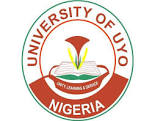 UNIVERSITY OF UYO
UNITY, LEARNING & SERVICE
NIGERIA